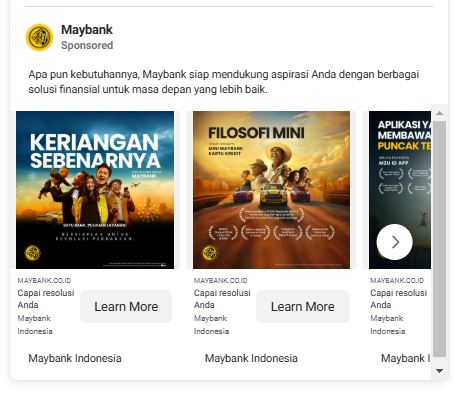 Maybank
Sponsored
Apa pun kebutuhannya, Maybank siap mendukung aspirasi Anda dengan berbagai
solusi finansial untuk masa depan yang lebih baik.
KERIANGAN
SEBENARNYA
MAYBANK
SATU BANK, PULUHAN LAYANAN.
BERSIAPLAH UNTUK
REVOLUSI PERBANKAN.
MAYBANK.CO.ID
Capai resolusi
Anda
Maybank
Indonesia
Learn More
Maybank Indonesia
FILOSOFI MINI
MINI MAYBANK
KARTU KREDIT
MAYBANK.CO.ID
Capai resolusi
Anda
Maybank
Indonesia
Learn More
Maybank Indonesia
APLIKASI YA
MEMBAWA
PUNCAK TE
M2U ID APP
MAYBANK.CO.ID
Capai resolusi
Anda
Maybank
Indonesia
Maybank I